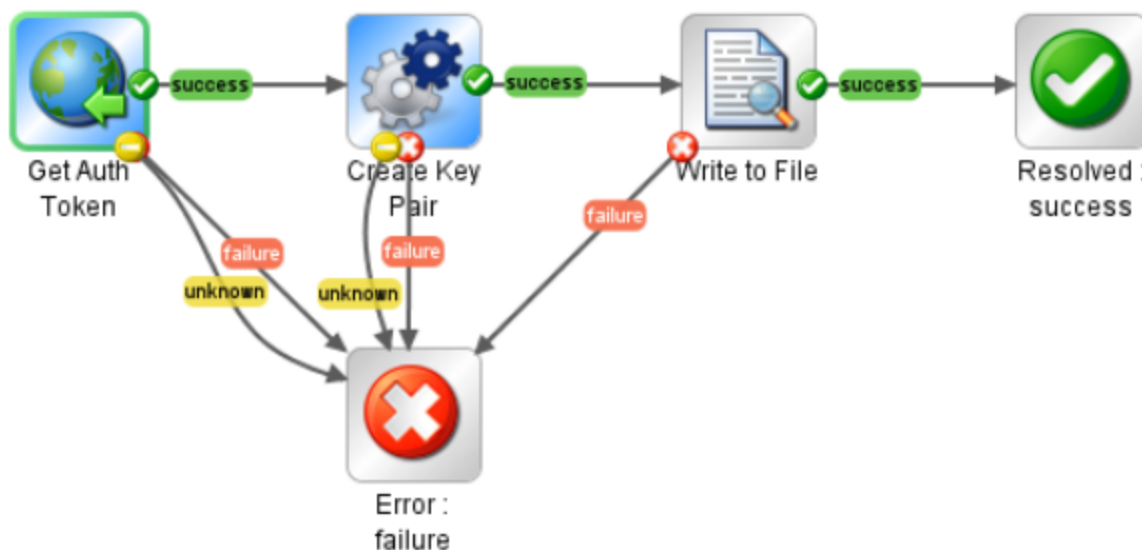 success
success
success
Get Auth
Token
Create Key
Pair
Write to File
Resolved :
success
failure
unknown
failure
unknown
failure
Error :
failure